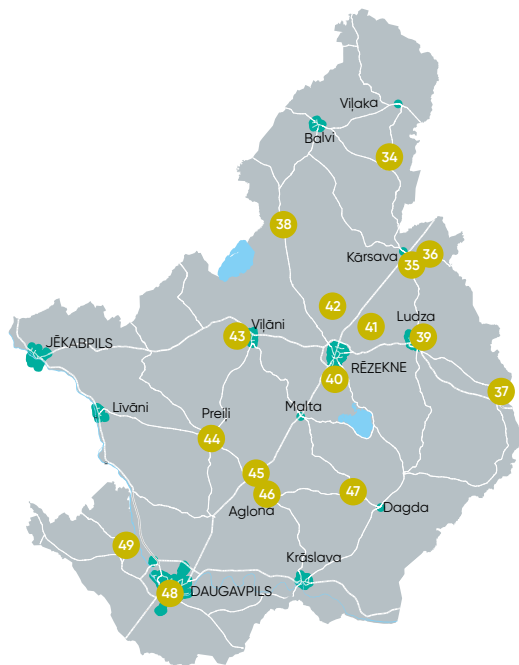 Viļaka
Balvi
34
38
36
Kārsava
35
42
Ludza
41
Viļāni
43
39
JĒKABPILS
RĒZEKNE
40
37
Līvāni
Preiļi
Malta
44
45
46
47
Aglona
Dagda
49
Krāslava
48
DAUGAVPILS